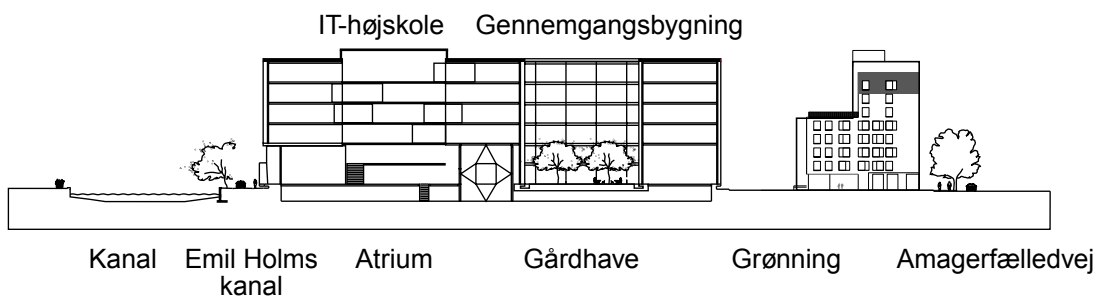 IT-højskole Gennemgangsbygning
Kanal Emil Holms kanal Atrium Gårdhave Grønning Amagerfælledvej